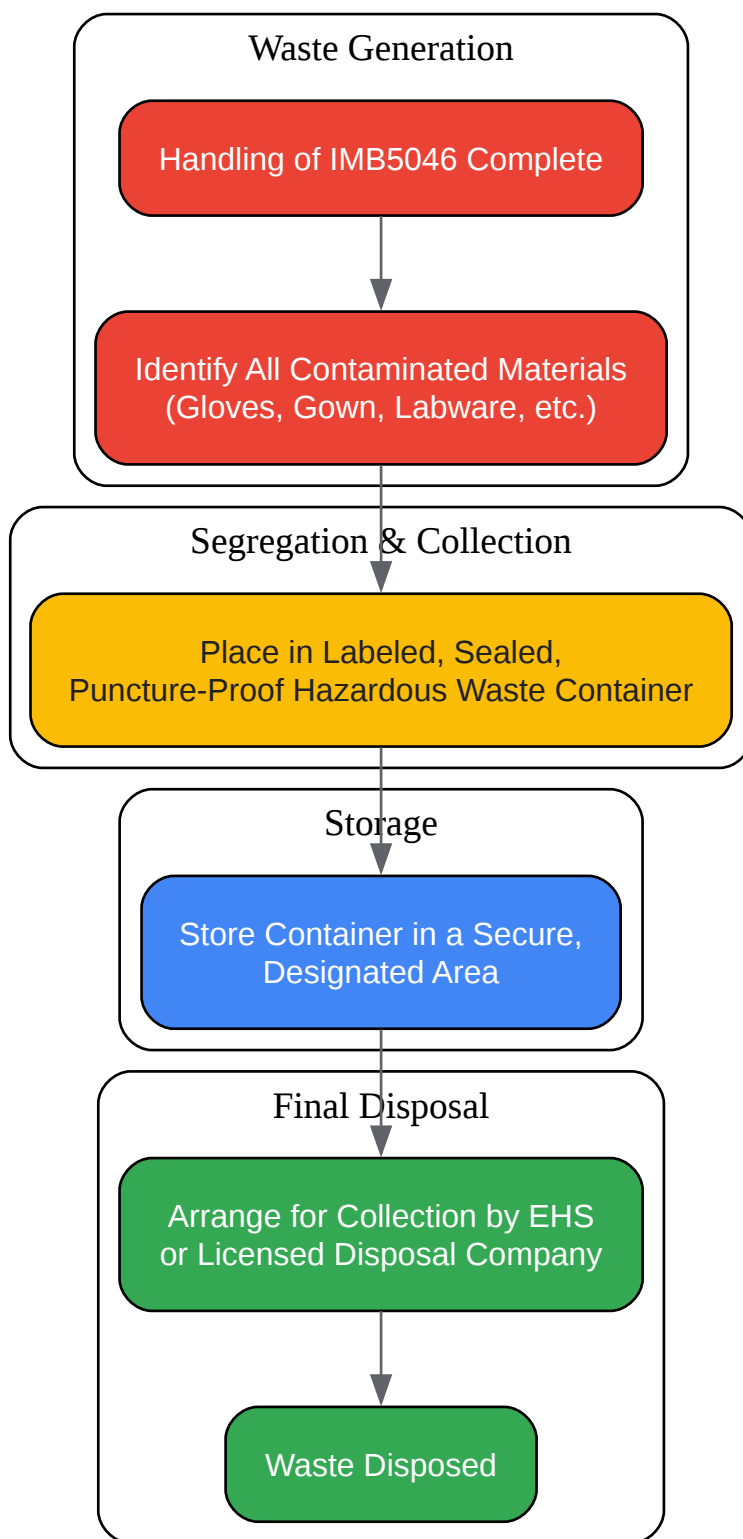 Waste Generation
Handling of IMB5046 Complete
Identify All Contaminated Materials
(Gloves, Gown, Labware, etc.)
Segregation & Collection
Place in Labeled, Sealed,
Puncture-Proof Hazardous Waste Container
Storage
Store Container in a Secure,
Designated Area
Final Disposal
Arrange for Collection by EHS
or Licensed Disposal Company
Waste Disposed